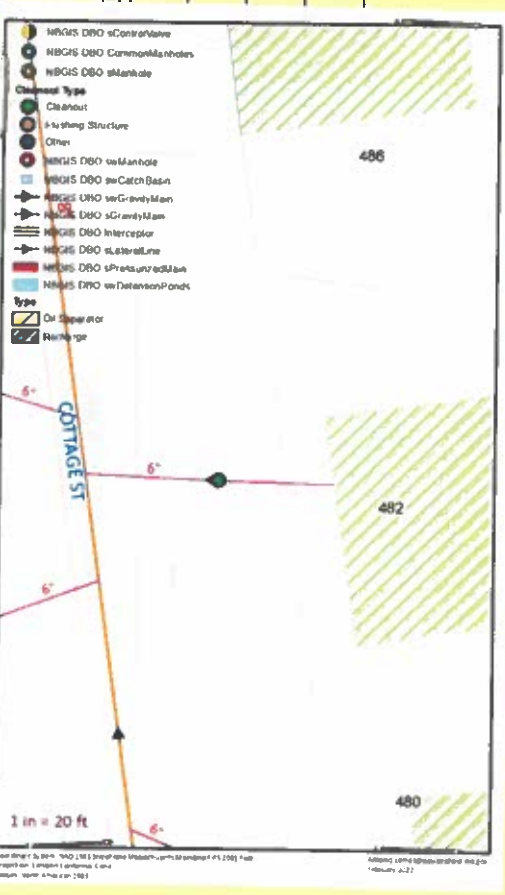 NBGIS DBO sControlValve
NBGIS DBO CommonManholes
NBGIS DBO sManhole
Cleanout Type
Cleanout
Flushing Structure
Other
NBGIS DBO swManhole
NBGIS DBO swCatchBasin
NBGIS DBO swGravityMain
NBGIS DBO sGravityMain
NBGIS DBO Interceptor
NBGIS DBO sLateralLine
NBGIS DBO sPressurizedMain
NBGIS DBO swDetensionPonds
Type
Oil Separator
Recharge
486
6"
COTTAGE ST
6"
482
6"
480
1 in = 20 ft
6"